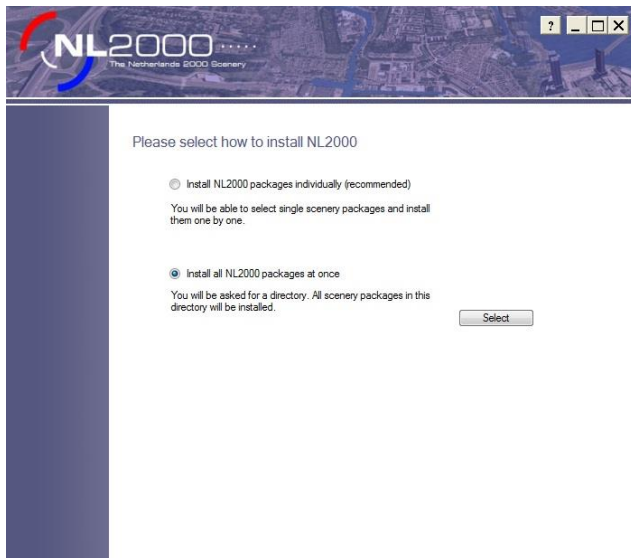 NL2000
The Netherlands 2000 Scenery
?
Please select how to install NL2000
Install NL2000 packages individually (recommended)
You will be able to select single scenery packages and install
them one by one.
Install all NL2000 packages at once
You will be asked for a directory. All scenery packages in this
directory will be installed.
Select